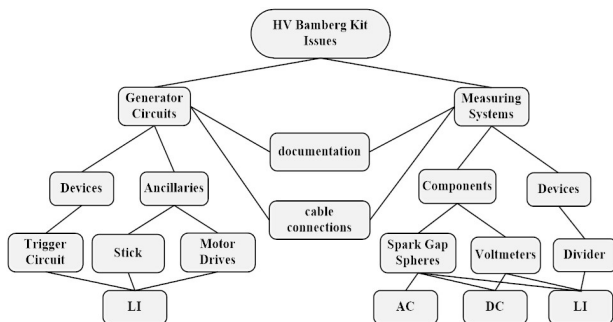 HV Bamberg Kit
Issues
Generator
Circuits
Measuring
Systems
documentation
Devices
Ancillaries
Components
Devices
cable
connections
Trigger
Circuit
Stick
Motor
Drives
Spark Gap
Spheres
Voltmeters
Divider
LI
AC
DC
LI